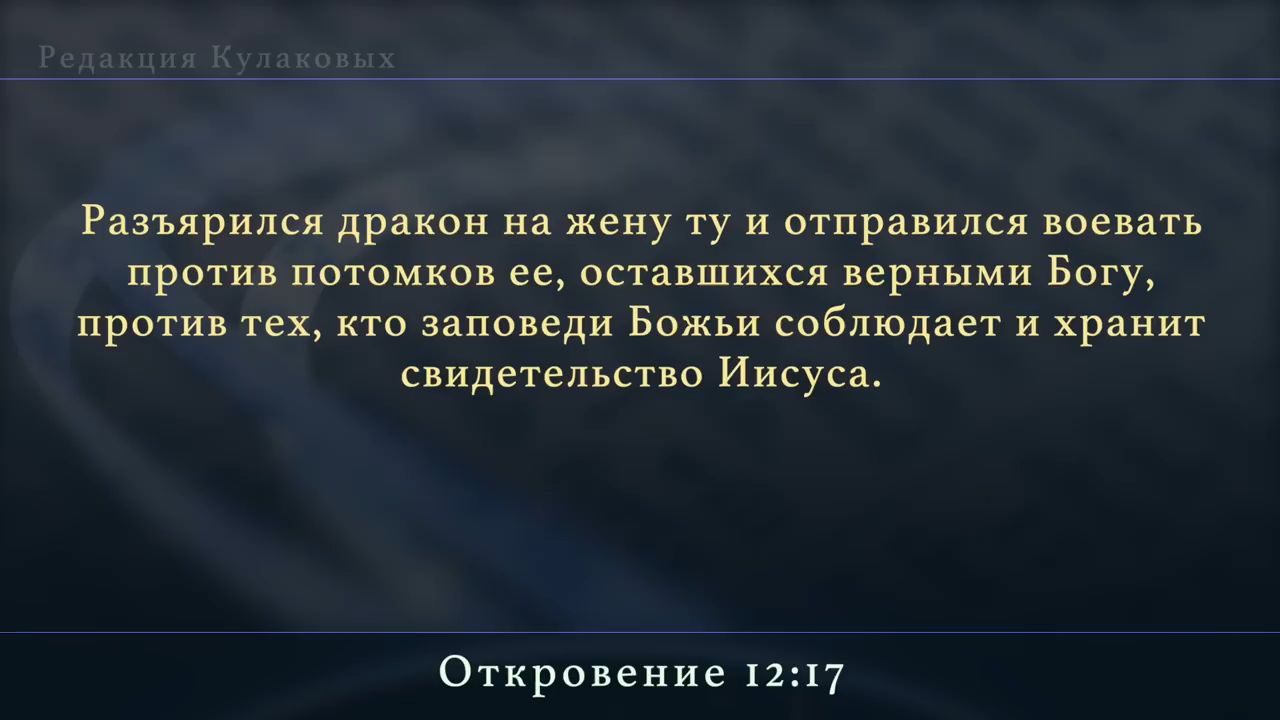 Редакция Кулаковых
Разъярился дракон на жену ту и отправился воевать
против потомков ее, оставшихся верными Богу,
против тех, кто заповеди Божьи соблюдает и хранит
свидетельство Иисуса.
Откровение 12:17